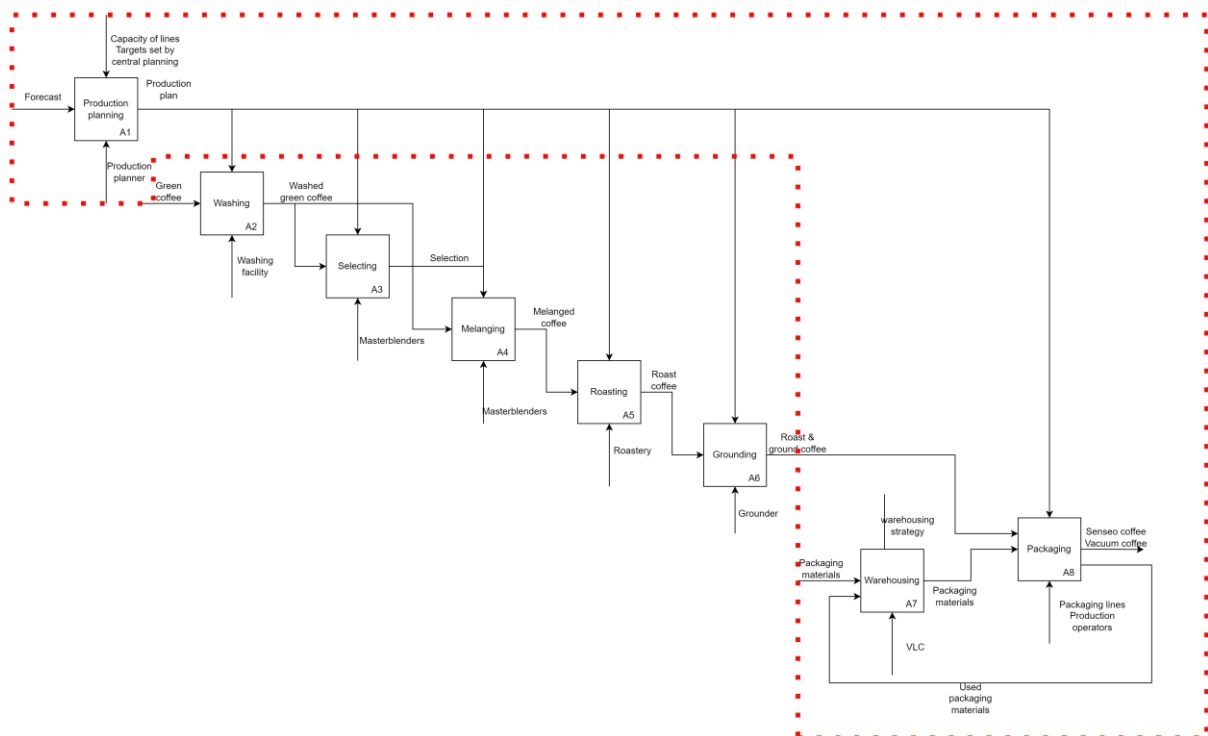 Capacity of lines
Targets set by
central planning
Forecast
Production
planning
A1
Production
plan
Production
planner
Green
coffee
Washing
A2
Washed
green coffee
Washing
facility
Selecting
A3
Selection
Masterblenders
Melanging
A4
Melanged
coffee
Masterblenders
Roasting
A5
Roast
coffee
Roastery
Grounding
A6
Roast &
ground coffee
Grounder
warehousing
strategy
Packaging
materials
Warehousing
A7
Packaging
materials
VLC
Packaging
A8
Senseo coffee
Vacuum coffee
Packaging lines
Production
operators
Used
packaging
materials